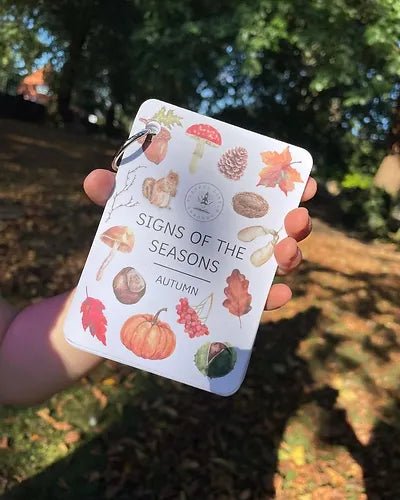 SIGNS OF THE
SEASONS
AUTUMN